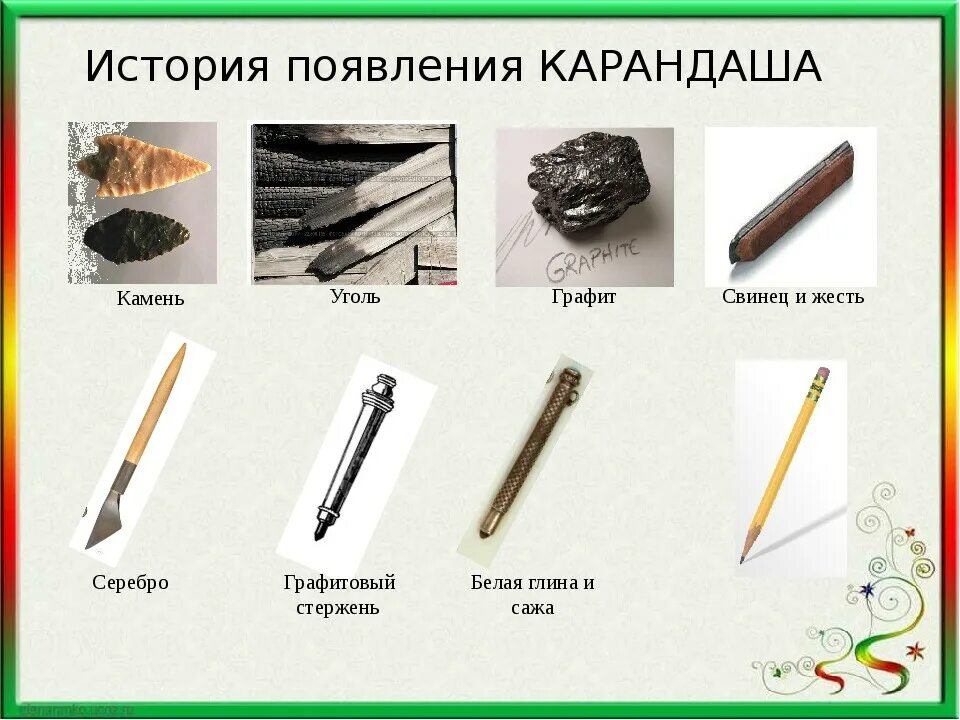 История появления КАРАНДАША
GRAPHITE
Камень
Уголь
Графит
Свинец и жесть
Серебро
Графитовый
стержень
Белая глина и
сажа